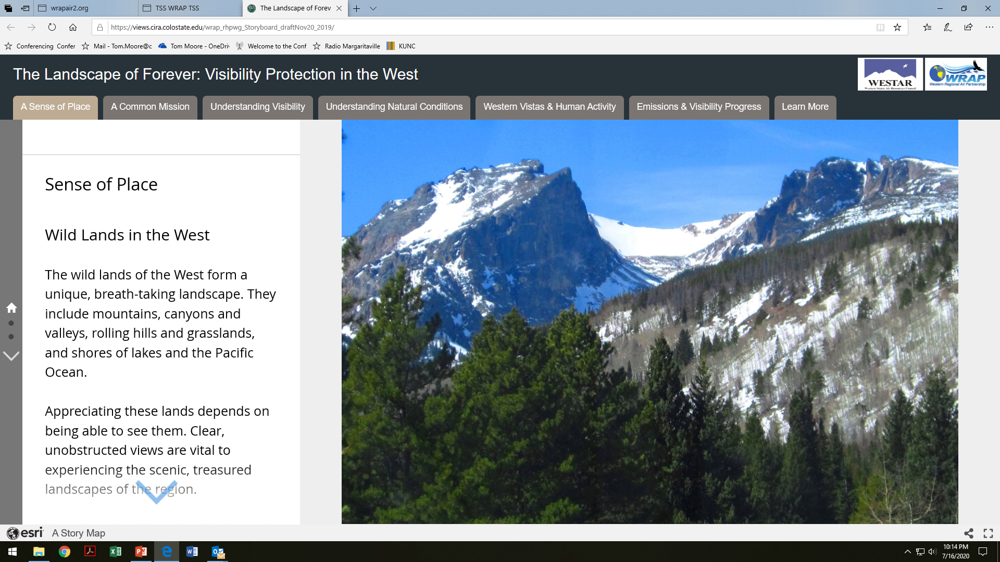 wrapair2.org
TSS WRAP TSS
The Landscape of Forev
https://views.cira.colostate.edu/wrap_rhpwg_Storyboard_draftNov20_2019/
Conferencing Confer
Mail - Tom.Moore@c
Tom Moore - OneDri
Welcome to the Conf
Radio Margaritaville
KUNC
The Landscape of Forever: Visibility Protection in the West
WESTAR
Western States Air Resources Council
WRAP
Western Regional Air Partnership
A Sense of Place
A Common Mission
Understanding Visibility
Understanding Natural Conditions
Western Vistas & Human Activity
Emissions & Visibility Progress
Learn More
Sense of Place
Wild Lands in the West
The wild lands of the West form a
unique, breath-taking landscape. They
include mountains, canyons and
valleys, rolling hills and grasslands,
and shores of lakes and the Pacific
Ocean.
Appreciating these lands depends on
being able to see them. Clear,
unobstructed views are vital to
experiencing the scenic, treasured
landscapes of the region.
esri
A Story Map
10:14 PM
7/16/2020